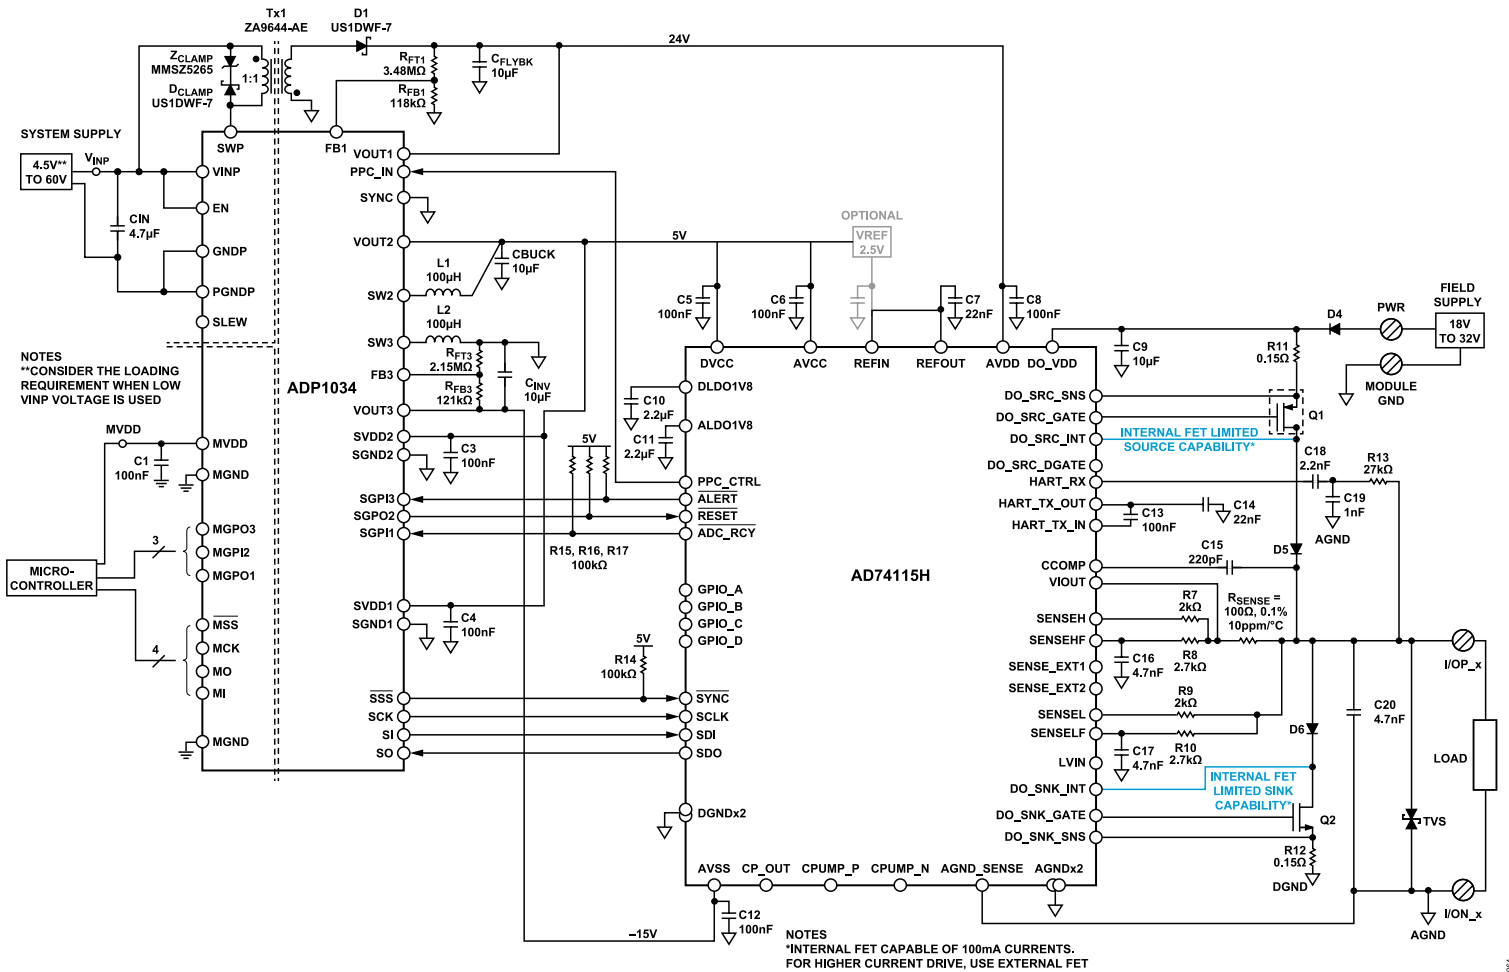 Tx1
ZA9644-AE
D1
US1DWF-7
ZCLAMP
MMSZ5265
DCLAMP
US1DWF-7
1:1
RFT1
3.48MΩ
RFB1
118kΩ
CFLYBK
10µF
24V
SYSTEM SUPPLY
4.5V**
TO 60V
VINP
CIN
4.7µF
SWP
FB1
VINP
EN
GNDP
PGNDP
SLEW
VOUT1
PPC_IN
SYNC
VOUT2
SW2
SW3
FB3
VOUT3
ADP1034
L1
100µH
L2
100µH
CBUCK
10µF
RFT3
2.15MΩ
RFB3
121kΩ
CINV
10µF
5V
OPTIONAL
VREF
2.5V
NOTES
**CONSIDER THE LOADING
REQUIREMENT WHEN LOW
VINP VOLTAGE IS USED
MVDD
C1
100nF
MVDD
MGND
MGPO3
MGPI2
MGPO1
3
MICRO-
CONTROLLER
4
MSS
MCK
MO
MI
MGND
SVDD2
SGND2
SGPI3
SGPO2
SGPI1
SVDD1
SGND1
SSS
SCK
SI
SO
C3
100nF
C4
100nF
5V
R15, R16, R17
100kΩ
5V
R14
100kΩ
C5
100nF
C6
100nF
C7
22nF
C8
100nF
C9
10µF
C10
2.2µF
C11
2.2µF
DVCC
AVCC
REFIN
REFOUT
AVDD
DO_VDD
DLDO1V8
ALDO1V8
PPC_CTRL
ALERT
RESET
ADC_RCY
GPIO_A
GPIO_B
GPIO_C
GPIO_D
SYNC
SCLK
SDI
SDO
DGNDx2
AD74115H
AVSS
CP_OUT
CPUMP_P
CPUMP_N
AGND_SENSE
AGNDx2
DO_SRC_SNS
DO_SRC_GATE
DO_SRC_INT
DO_SRC_DGATE
HART_RX
HART_TX_OUT
HART_TX_IN
CCOMP
VIOUT
SENSEH
SENSEHF
SENSE_EXT1
SENSE_EXT2
SENSEL
SENSELF
LVIN
DO_SNK_INT
DO_SNK_GATE
DO_SNK_SNS
D4
PWR
FIELD
SUPPLY
18V
TO 32V
MODULE
GND
R11
0.15Ω
Q1
INTERNAL FET LIMITED
SOURCE CAPABILITY*
C18
2.2nF
R13
27kΩ
C19
1nF
AGND
C13
100nF
C14
22nF
C15
220pF
D5
R7
2kΩ
RSENSE =
100Ω, 0.1%
10ppm/°C
R8
2.7kΩ
C16
4.7nF
R9
2kΩ
R10
2.7kΩ
C17
4.7nF
D6
INTERNAL FET
LIMITED SINK
CAPABILITY*
Q2
R12
0.15Ω
DGND
C20
4.7nF
TVS
I/OP_x
LOAD
I/ON_x
AGND
C12
100nF
–15V
NOTES
*INTERNAL FET CAPABLE OF 100mA CURRENTS.
FOR HIGHER CURRENT DRIVE, USE EXTERNAL FET